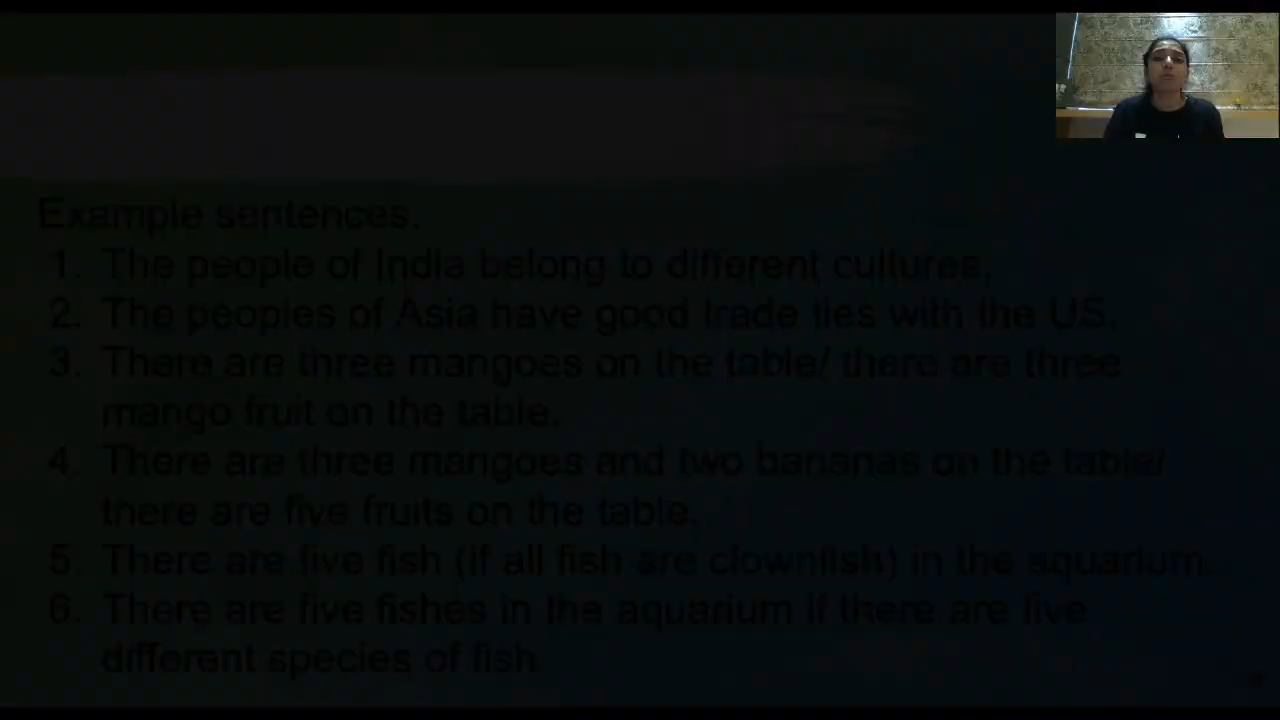 Example sentences.
1. The people of India belong to different cultures.
2. The peoples of Asia have good trade ties with the US.
3. There are three mangoes on the table/ there are three
mango fruit on the table.
4. There are three mangoes and two bananas on the table/
there are five fruits on the table.
5. There are five fish (if all fish are clownfish) in the aquarium.
6. There are five fishes in the aquarium if there are five
different species of fish